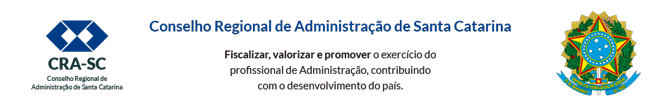 CRA-SC
Conselho Regional de
Administração de Santa Catarina
Conselho Regional de Administração de Santa Catarina
Fiscalizar, valorizar e promover o exercício do
profissional de Administração, contribuindo
com o desenvolvimento do país.